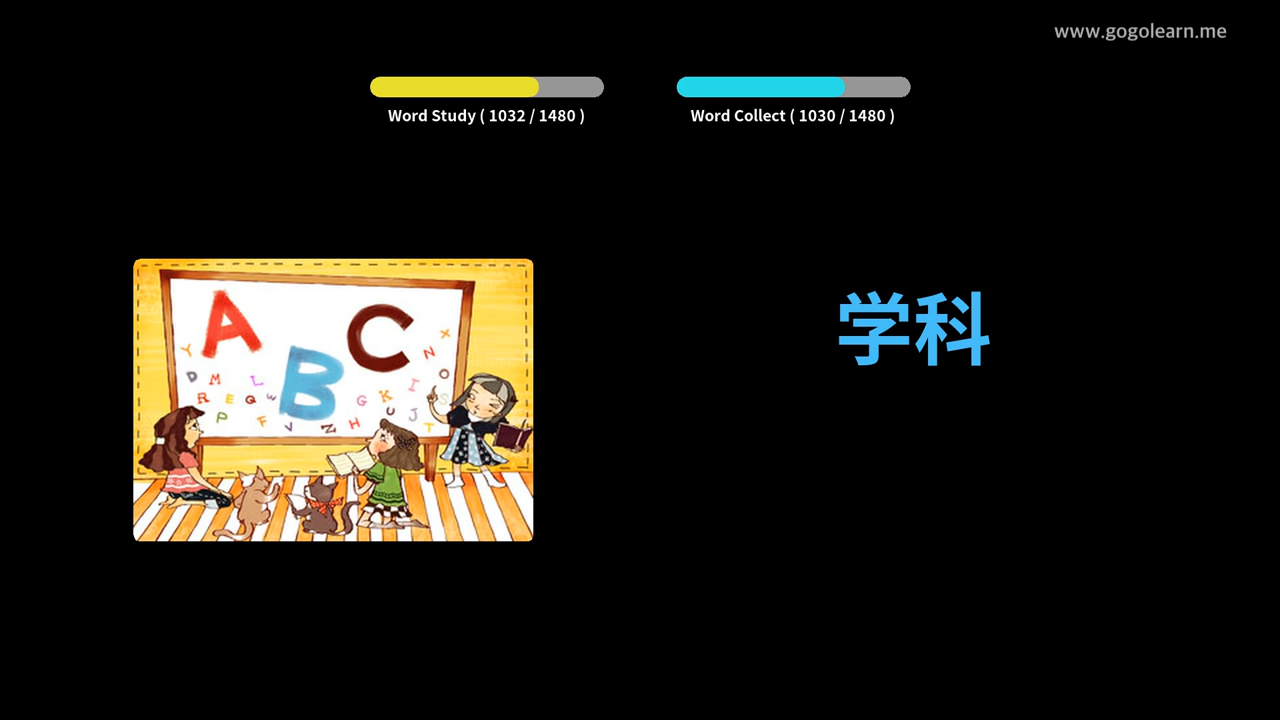 www.gogolearn.me
Word Study ( 1032 / 1480 )
Word Collect ( 1030 / 1480 )
学科
A
C
B
X
Y
N
D M L O
I
R E Q W G K S
P U J
F V Z H T